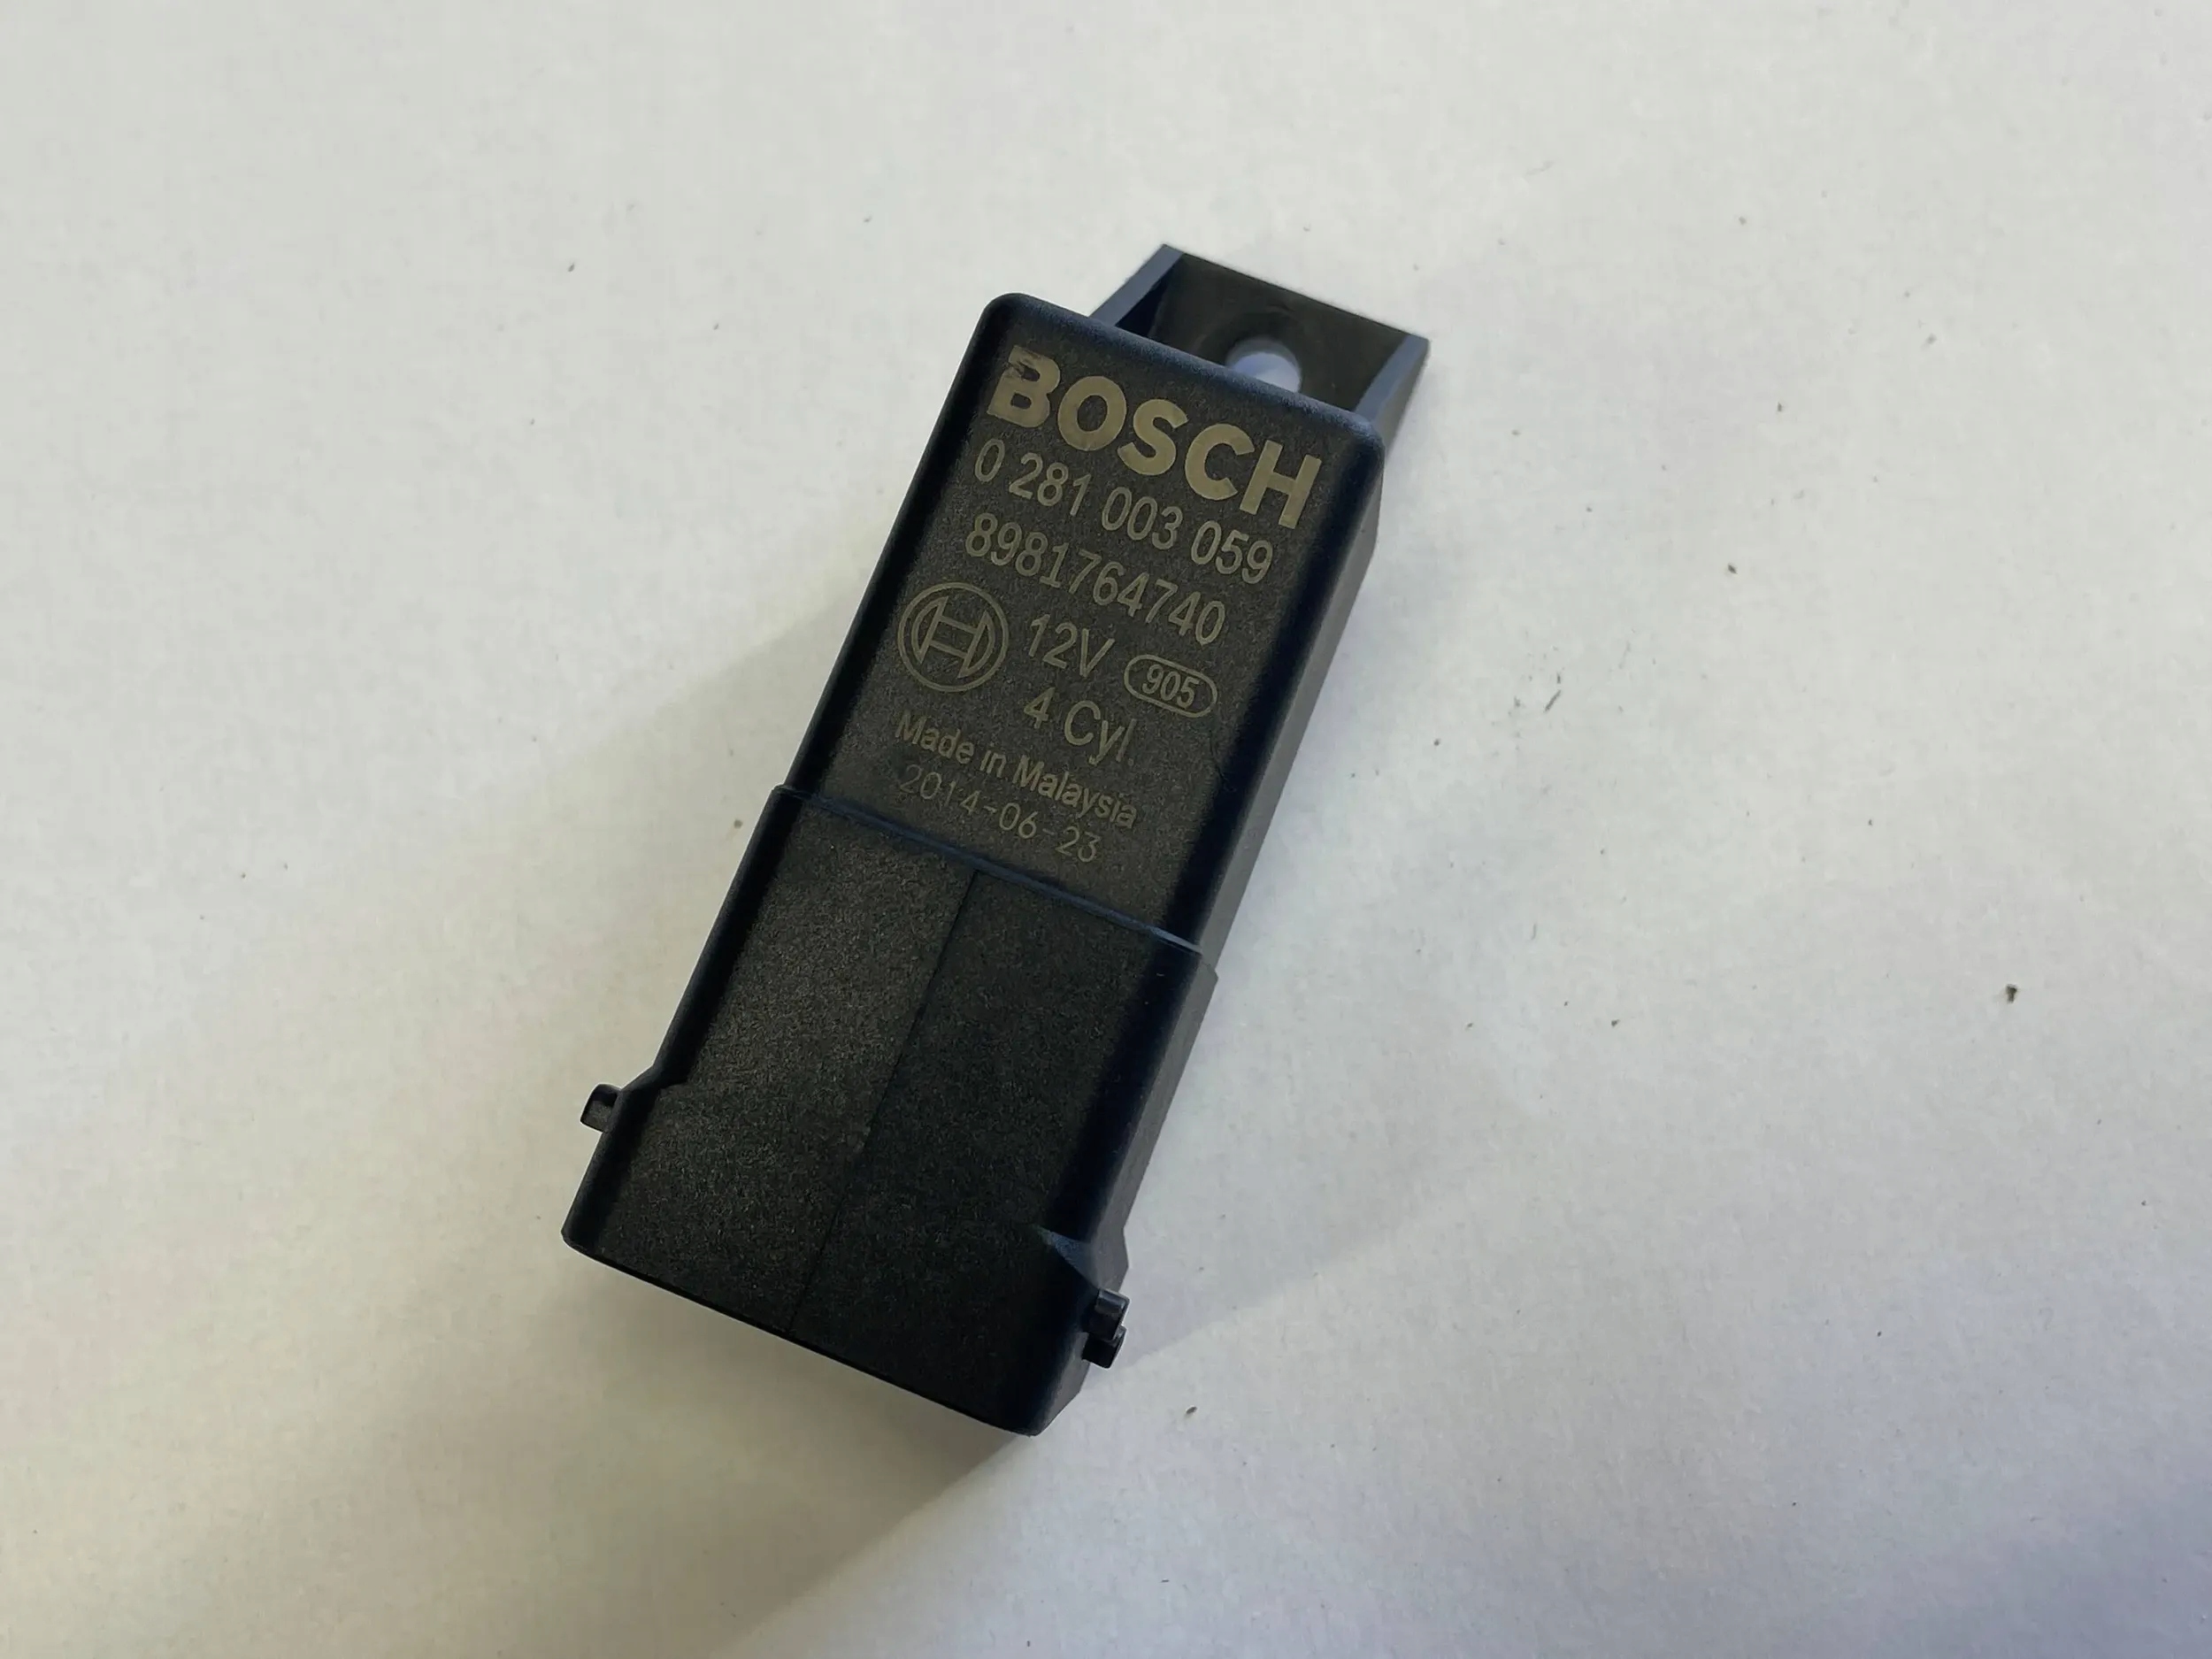 BOSCH
0 281 003 059
8981764740
12V 905
4 Cyl.
Made in Malaysia
2014-06-23